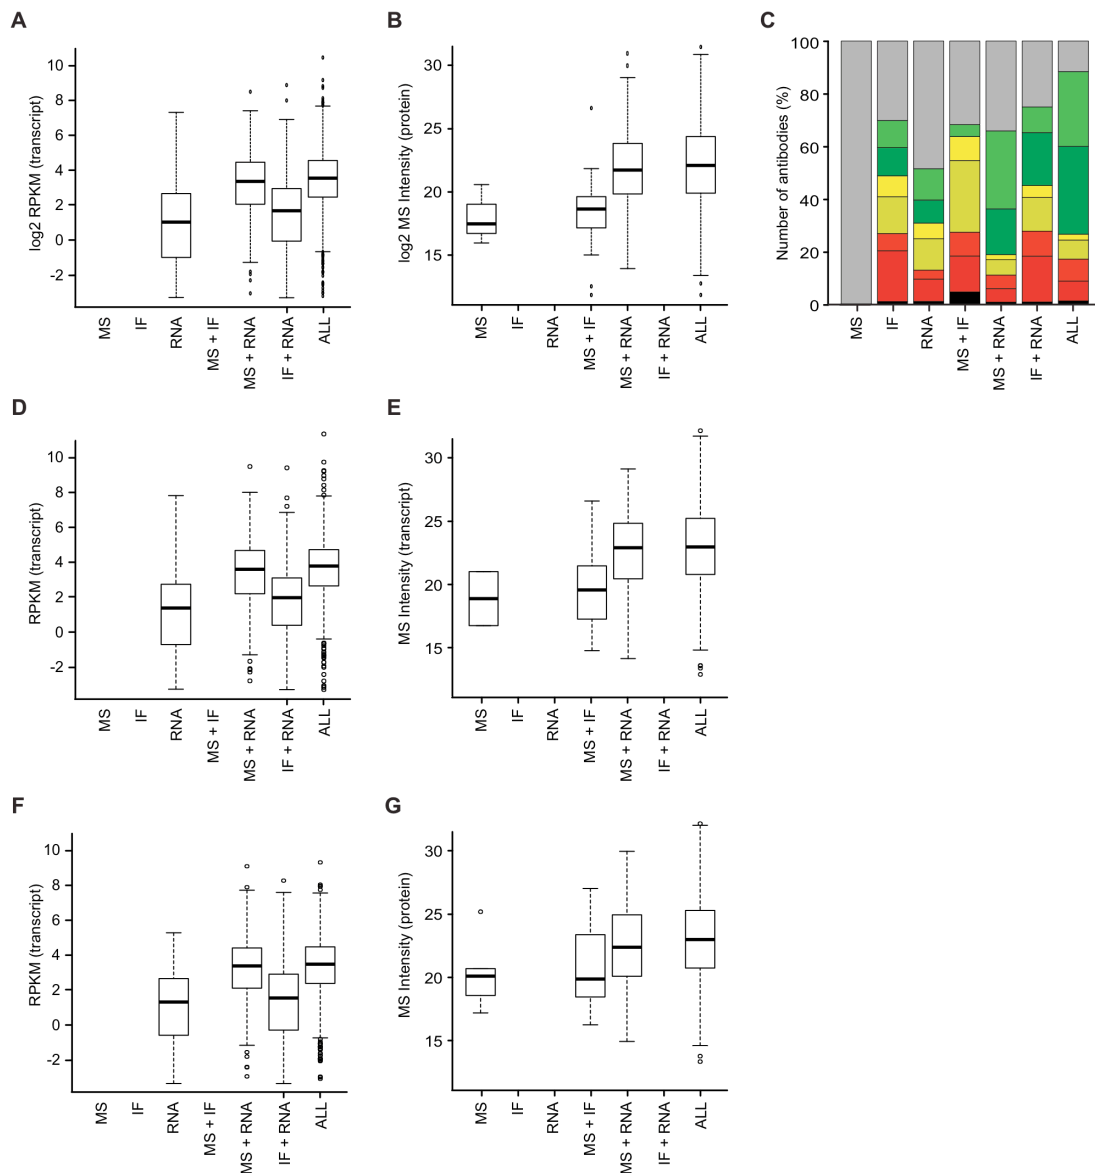 A
log2 RPKM (transcript)
10
8
6
4
2
0
-2
MS
IF
RNA
MS + IF
MS + RNA
IF + RNA
ALL
B
log2 MS Intensity (protein)
30
25
20
15
MS
IF
RNA
MS + IF
MS + RNA
IF + RNA
ALL
C
Number of antibodies (%)
100
80
60
40
20
0
MS
IF
RNA
MS + IF
MS + RNA
IF + RNA
ALL
D
RPKM (transcript)
10
8
6
4
2
0
-2
MS
IF
RNA
MS + IF
MS + RNA
IF + RNA
ALL
E
MS Intensity (transcript)
30
25
20
15
MS
IF
RNA
MS + IF
MS + RNA
IF + RNA
ALL
F
RPKM (transcript)
10
8
6
4
2
0
-2
MS
IF
RNA
MS + IF
MS + RNA
IF + RNA
ALL
G
MS Intensity (protein)
30
25
20
15
MS
IF
RNA
MS + IF
MS + RNA
IF + RNA
ALL